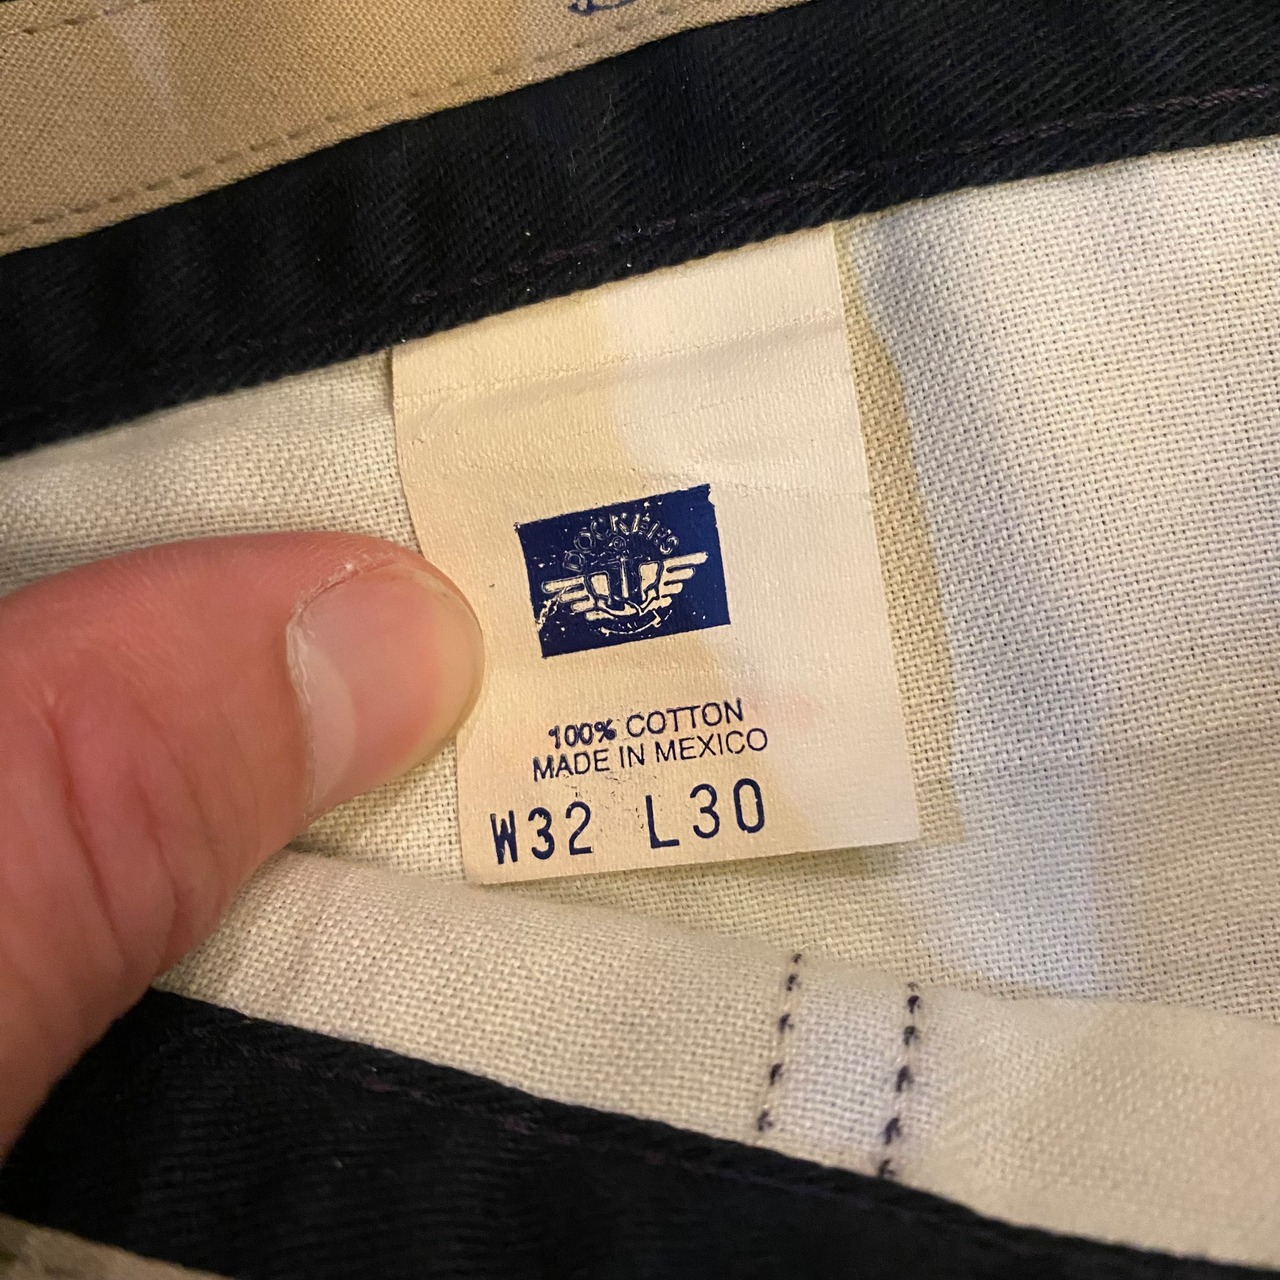 DOCKERS
100% COTTON
MADE IN MEXICO
W32 L30